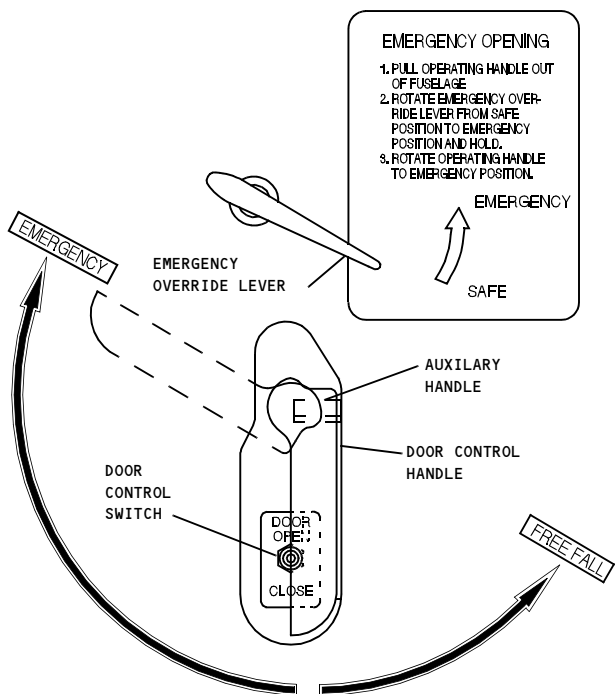 EMERGENCY OPENING
1. PULL OPERATING HANDLE OUT
OF FUSELAGE
2. ROTATE EMERGENCY OVER-
RIDE LEVER FROM SAFE
POSITION TO EMERGENCY
POSITION AND HOLD.
3. ROTATE OPERATING HANDLE
TO EMERGENCY POSITION.
EMERGENCY
SAFE
EMERGENCY
EMERGENCY
OVERRIDE LEVER
AUXILARY
HANDLE
DOOR CONTROL
HANDLE
DOOR
CONTROL
SWITCH
DOOR
OPEN
CLOSE
FREE FALL